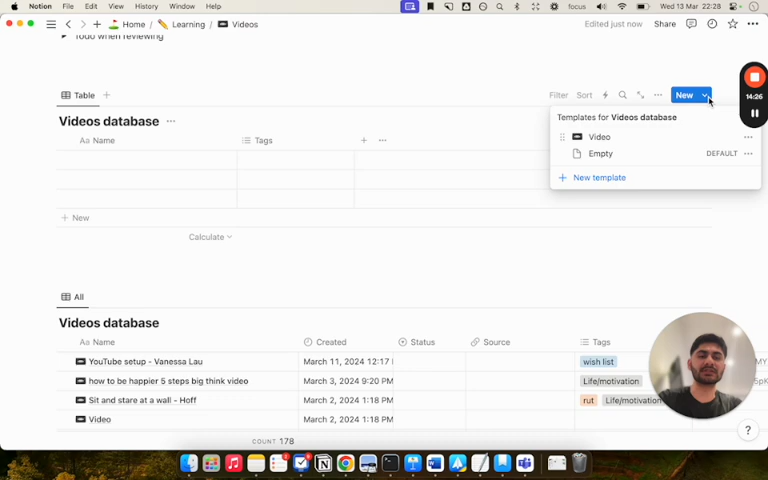 Notion File Edit View History Window Help focus Wed 13 Mar 22:28
Home / Learning / Videos Edited just now Share
Todo when reviewing
Table Filter Sort New
14:26
Templates for Videos database
Videos database
Video
Aa Name Tags
Empty DEFAULT
New template
New
Calculate
All
Videos database
Aa Name Created Status Source Tags
YouTube setup - Vanessa Lau March 11, 2024 12:17 wish list
how to be happier 5 steps big think video March 3, 2024 9:20 PM Life/motivation
Sit and stare at a wall - Hoff March 2, 2024 1:18 PM rut Life/motivation
Video March 2, 2024 1:18 PM
COUNT 178
?